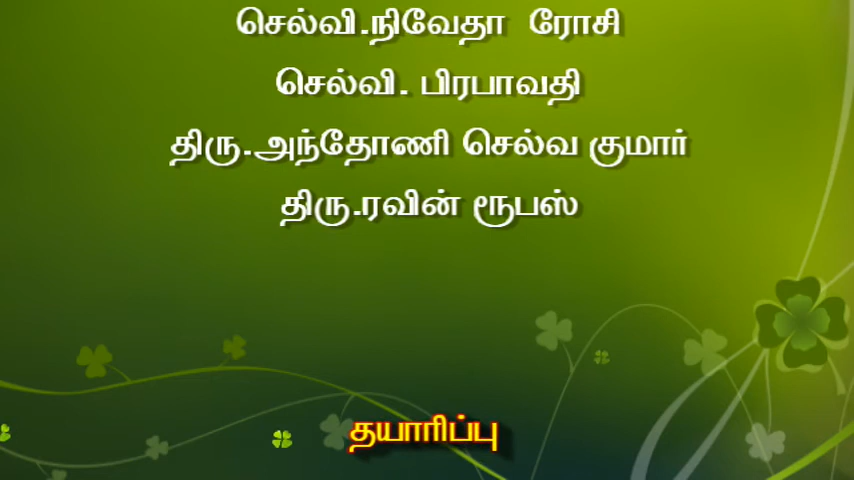 செல்வி.நிவேதா ரோசி
செல்வி. பிரபாவதி
திரு.அந்தோணி செல்வ குமார்
திரு.ரவின் ரூபஸ்
தயாரிப்பு